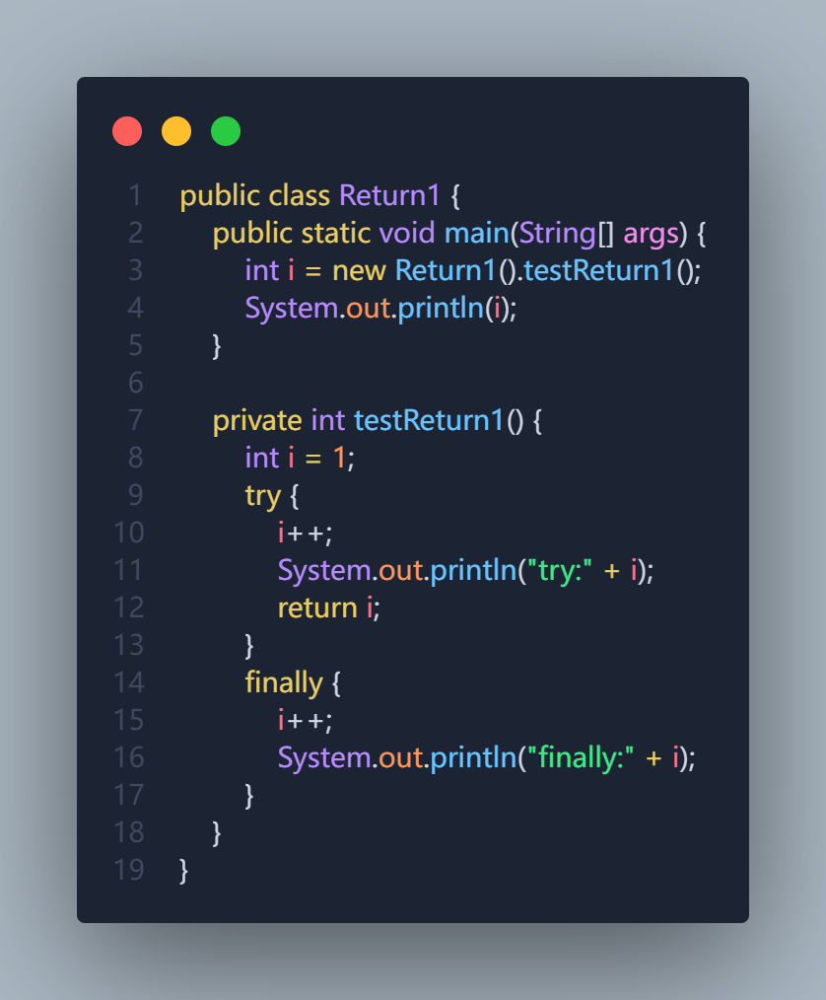 1 public class Return1 {
2 public static void main(String[] args) {
3 int i = new Return1().testReturn1();
4 System.out.println(i);
5 }
6
7 private int testReturn1() {
8 int i = 1;
9 try {
10 i++;
11 System.out.println("try:" + i);
12 return i;
13 }
14 finally {
15 i++;
16 System.out.println("finally:" + i);
17 }
18 }
19 }